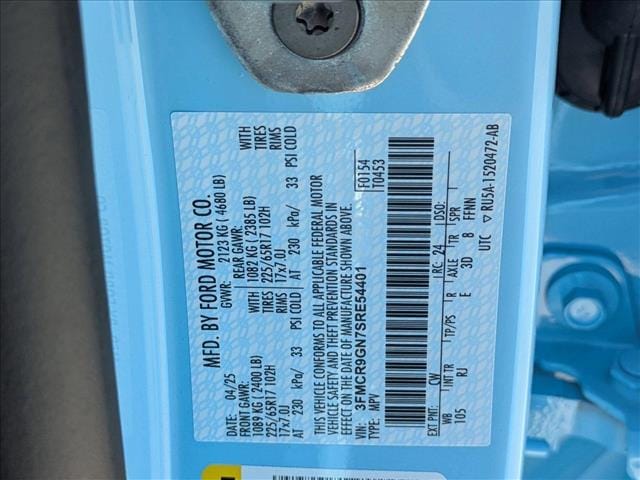 MFD. BY FORD MOTOR CO.
04/25 GVWR: 2123 KG ( 4680 LB)
FRONT GAWR: REAR GAWR:
1089 KG ( 2400 LB) 1082 KG ( 2385 LB) WITH
225/65R17 102H 225/65R17 102H TIRES
17x7.0J 17x7.0J RIMS
AT 230 kPa/ 33 PSI COLD AT 230 kPa/ 33 PSI COLD
WITH
TIRES
RIMS
THIS VEHICLE CONFORMS TO ALL APPLICABLE FEDERAL MOTOR
VEHICLE SAFETY AND THEFT PREVENTION STANDARDS IN
EFFECT ON THE DATE OF MANUFACTURE SHOWN ABOVE.
VIN: 3FMCR9GN7SRE54401
TYPE: MPV
F0154
T0453
EXT PNT: CW RC: 24 DSO:
WB INT TR TP/PS R AXLE TR SPR
105 RJ E 3D 8 FFNN
UTC ▽ RU5A-1520472-AB